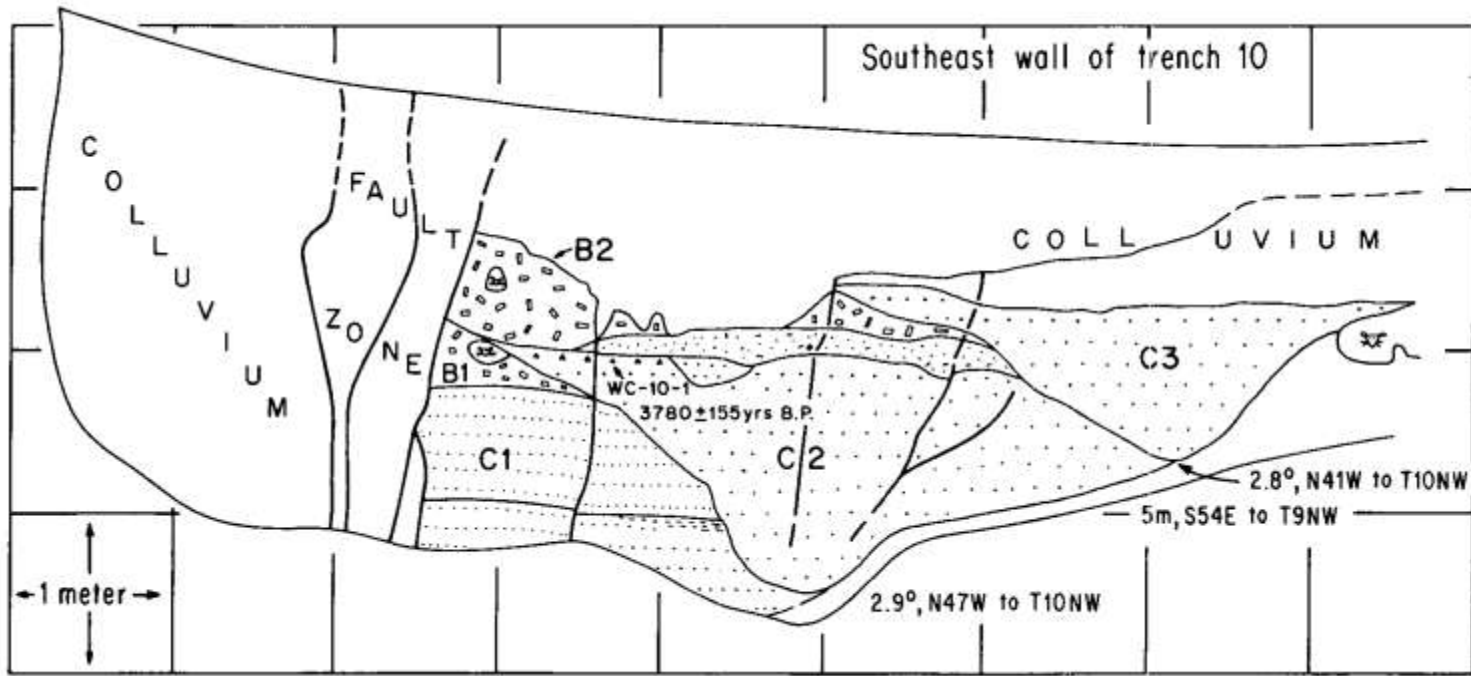 Southeast wall of trench 10
COLLUVIUM
FAULT
ZONE
B2
COLLUVIUM
B1
WC-10-1
3780±155yrs B.P.
C1
C2
C3
2.8°, N41W to T10NW
5m, S54E to T9NW
1 meter
2.9°, N47W to T10NW